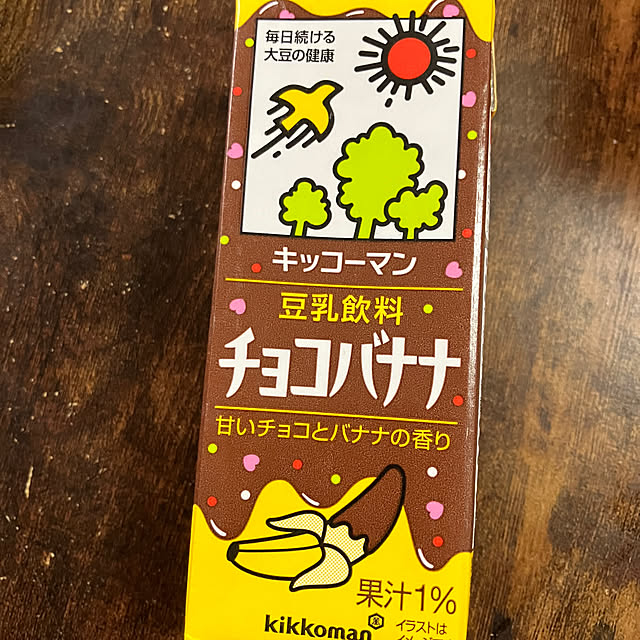 毎日続ける
大豆の健康
キッコーマン
豆乳飲料
チョコバナナ
甘いチョコとバナナの香り
果汁1%
kikkoman
イラストは